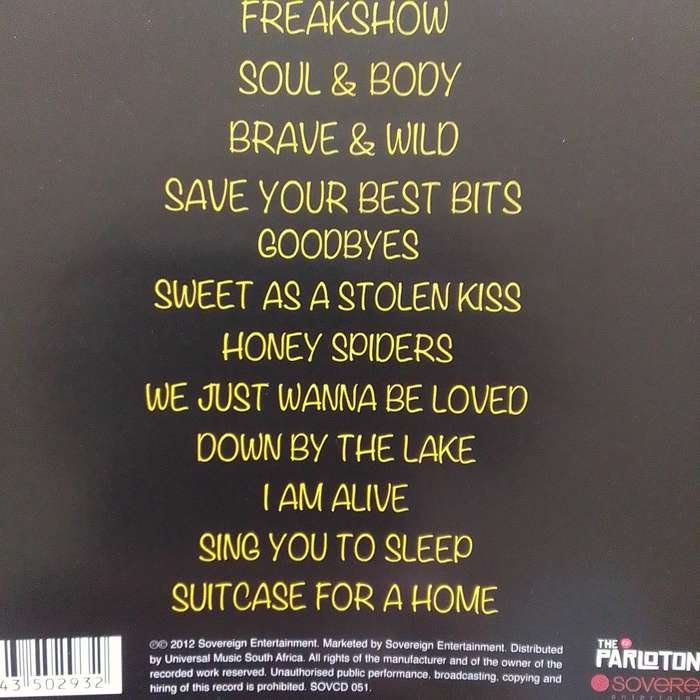 FREAKSHOW
SOUL & BODY
BRAVE & WILD
SAVE YOUR BEST BITS
GOODBYES
SWEET AS A STOLEN KISS
HONEY SPIDERS
WE JUST WANNA BE LOVED
DOWN BY THE LAKE
I AM ALIVE
SING YOU TO SLEEP
SUITCASE FOR A HOME
℗© 2012 Sovereign Entertainment. Marketed by Sovereign Entertainment. Distributed
by Universal Music South Africa. All rights of the manufacturer and of the owner of the
recorded work reserved. Unauthorised public performance, broadcasting, copying and
hiring of this record is prohibited. SOVCD 051.
43 502932
THE
PARLOTON
SOVERE